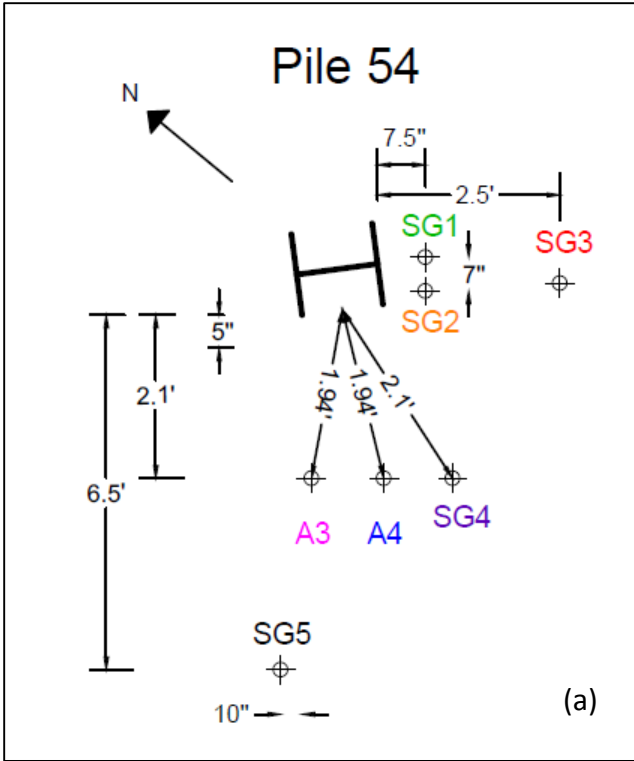 Pile 54
N
7.5"
2.5'
SG1
SG3
7"
SG2
5"
2.1'
1.94'
1.94'
2.1'
6.5'
A3
A4
SG4
SG5
10"
(a)